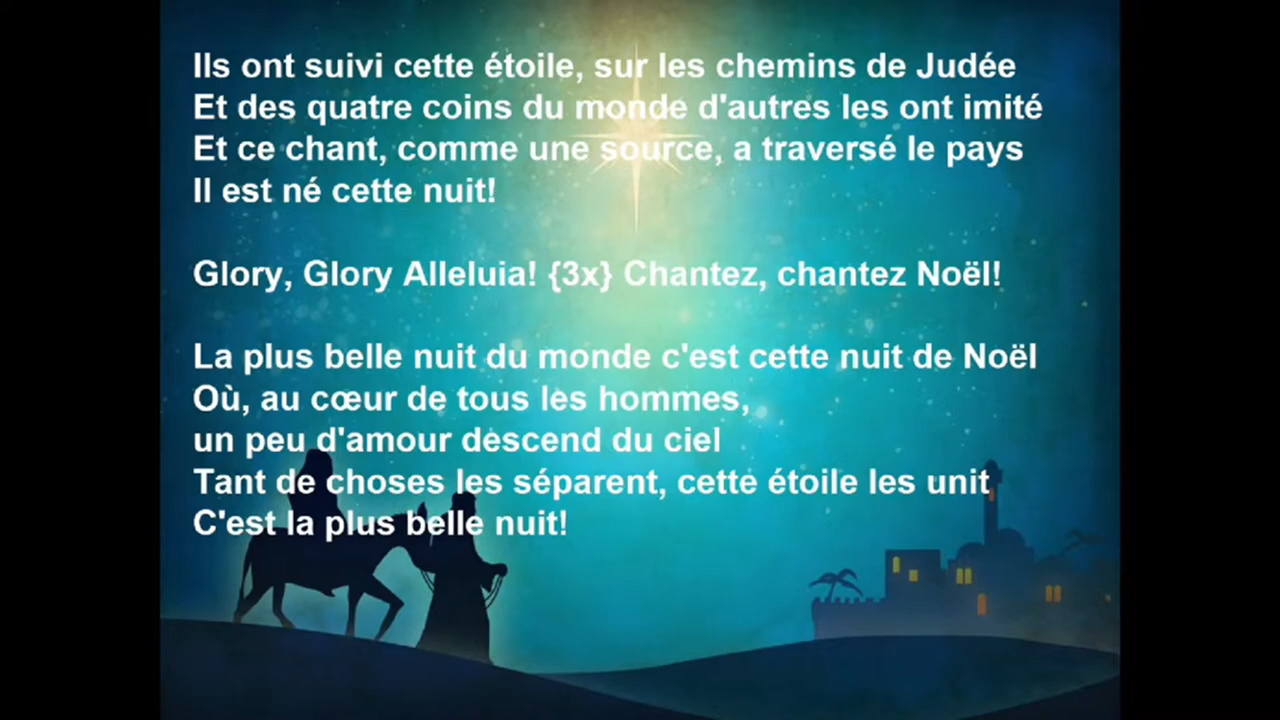 Ils ont suivi cette étoile, sur les chemins de Judée
Et des quatre coins du monde d'autres les ont imité
Et ce chant, comme une source, a traversé le pays
Il est né cette nuit!
Glory, Glory Alleluia! {3x} Chantez, chantez Noël!
La plus belle nuit du monde c'est cette nuit de Noël
Où, au cœur de tous les hommes,
un peu d'amour descend du ciel
Tant de choses les séparent, cette étoile les unit
C'est la plus belle nuit!